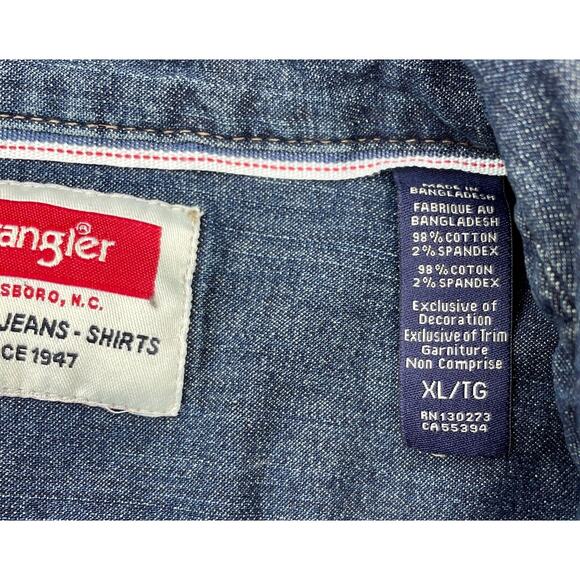 angler®
SBORO, N.C.
JEANS - SHIRTS
CE 1947
MADE IN
BANGLADESH
FABRIQUE AU
BANGLADESH
98% COTTON
2% SPANDEX
98% COTON
2% SPANDEX
Exclusive of
Decoration
Exclusive of Trim
Garniture
Non Comprise
XL/TG
RN130273
CA55394